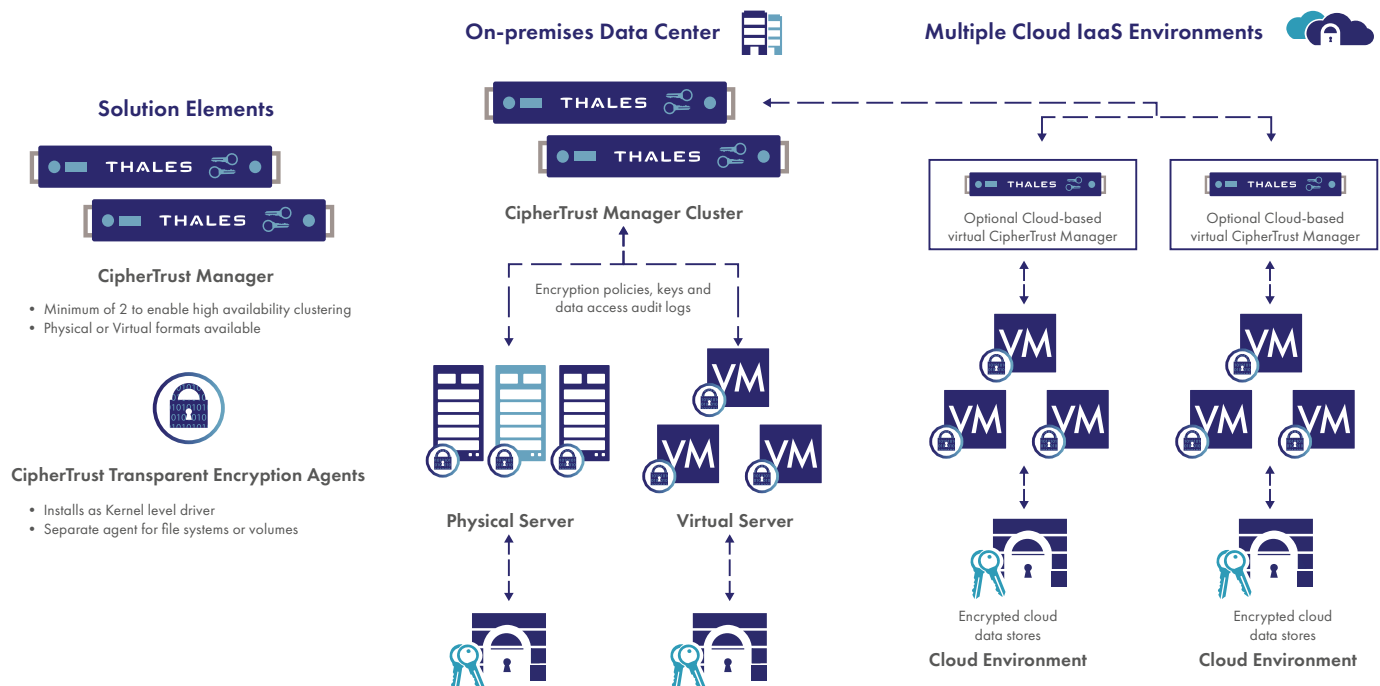 On-premises Data Center
Multiple Cloud IaaS Environments
Solution Elements
THALES
THALES
CipherTrust Manager
• Minimum of 2 to enable high availability clustering
• Physical or Virtual formats available
10101010
010 1010
1010101
CipherTrust Transparent Encryption Agents
• Installs as Kernel level driver
• Separate agent for file systems or volumes
THALES
THALES
CipherTrust Manager Cluster
Encryption policies, keys and
data access audit logs
VM
VM
VM
Physical Server
Virtual Server
THALES
Optional Cloud-based
virtual CipherTrust Manager
VM
VM
VM
Encrypted cloud
data stores
Cloud Environment
THALES
Optional Cloud-based
virtual CipherTrust Manager
VM
VM
VM
Encrypted cloud
data stores
Cloud Environment